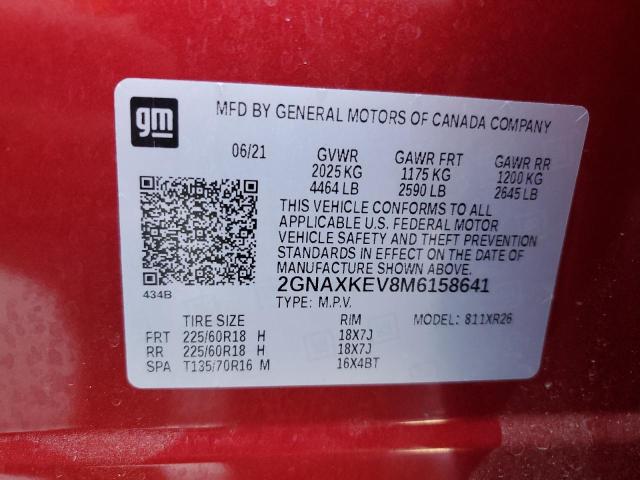 gm
MFD BY GENERAL MOTORS OF CANADA COMPANY
06/21 GVWR GAWR FRT GAWR RR
2025 KG 1175 KG 1200 KG
4464 LB 2590 LB 2645 LB
THIS VEHICLE CONFORMS TO ALL
APPLICABLE U.S. FEDERAL MOTOR
VEHICLE SAFETY AND THEFT PREVENTION
STANDARDS IN EFFECT ON THE DATE OF
MANUFACTURE SHOWN ABOVE.
434B 2GNAXKEV8M6158641
TYPE: M.P.V.
TIRE SIZE RIM MODEL: 811XR26
FRT 225/60R18 H 18X7J
RR 225/60R18 H 18X7J
SPA T135/70R16 M 16X4BT